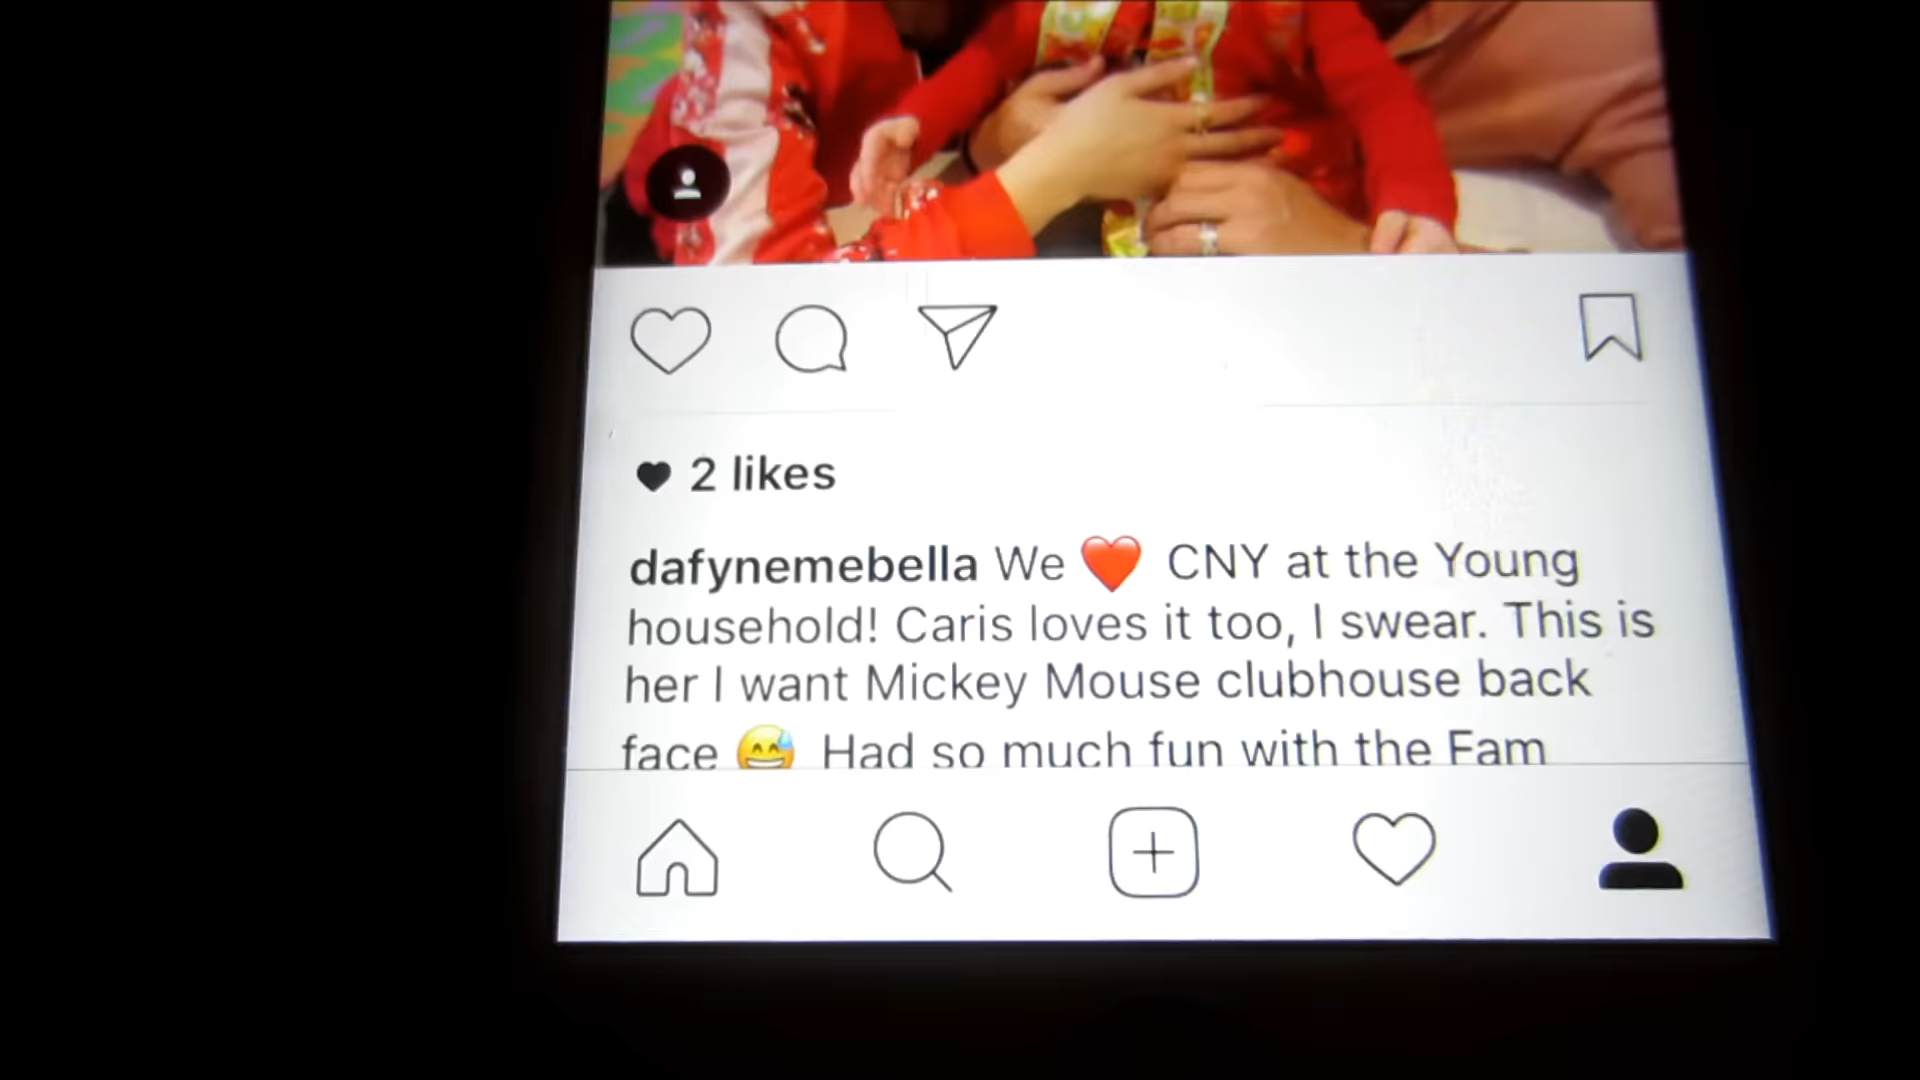 2 likes
dafynemebella We ❤️ CNY at the Young
household! Caris loves it too, I swear. This is
her I want Mickey Mouse clubhouse back
face 😅 Had so much fun with the Fam